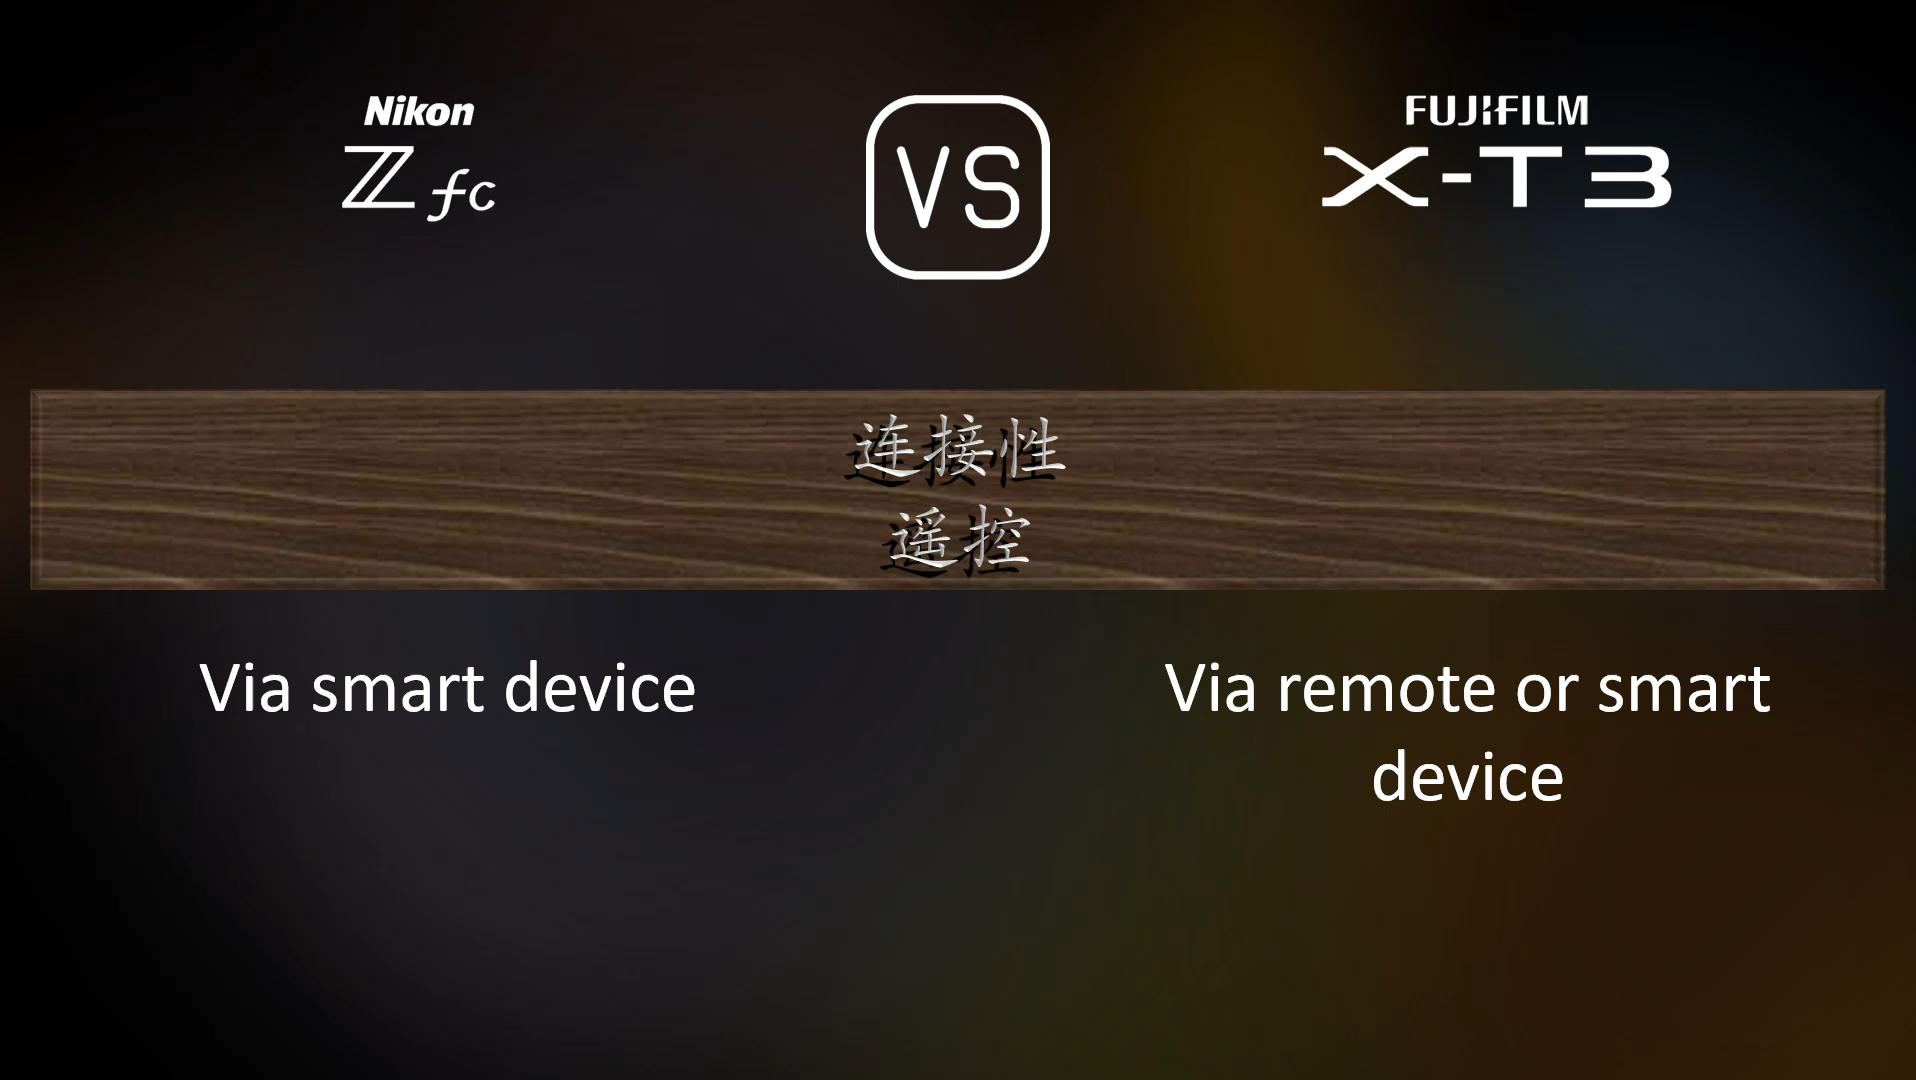 Nikon
Z fc
VS
FUJIFILM
X-T3
连接性
遥控
Via smart device
Via remote or smart
device